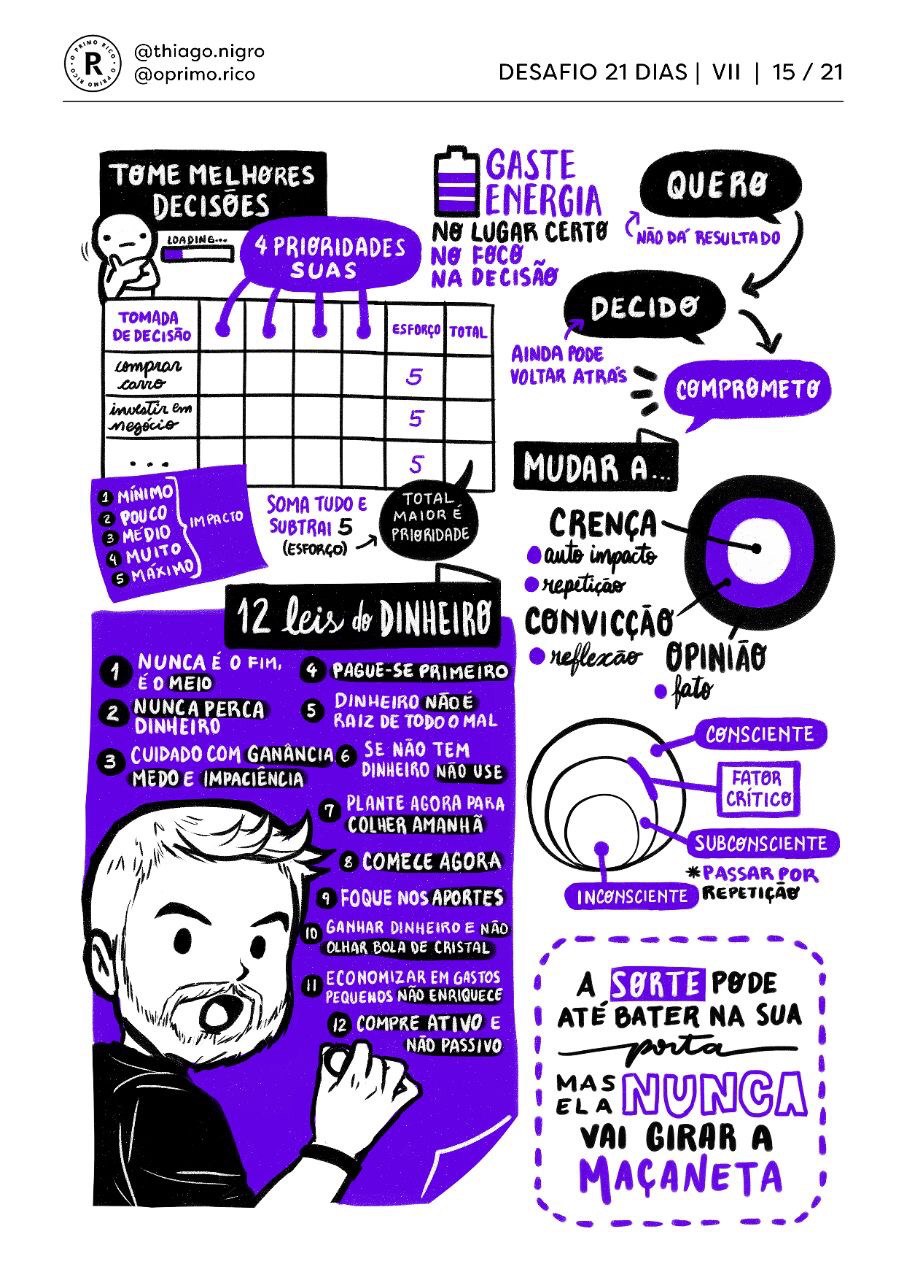 O PRIMO RICO • O PRIMO RICO •
R
@thiago.nigro
@oprimo.rico
DESAFIO 21 DIAS | VII | 15 / 21
TOME MELHORES
DECISÕES
LOADING...
4 PRIORIDADES
SUAS
TOMADA
DE DECISÃO
ESFORÇO
TOTAL
comprar
carro
5
investir em
negócio
5
...
5
1 MÍNIMO
2 POUCO
3 MÉDIO
4 MUITO
5 MÁXIMO
IMPACTO
SOMA TUDO E
SUBTRAI 5
(ESFORÇO)
TOTAL
MAIOR É
PRIORIDADE
GASTE
ENERGIA
NO LUGAR CERTO
NO FOCO
NA DECISÃO
QUERO
NÃO DÁ RESULTADO
DECIDO
AINDA PODE
VOLTAR ATRÁS
COMPROMETO
MUDAR A...
CRENÇA
auto impacto
repetição
CONVICÇÃO
reflexão
OPINIÃO
fato
12 leis do DINHEIRO
1 NUNCA É O FIM,
É O MEIO
2 NUNCA PERCA
DINHEIRO
3 CUIDADO COM GANÂNCIA
MEDO E IMPACIÊNCIA
4 PAGUE-SE PRIMEIRO
5 DINHEIRO NÃO É
RAIZ DE TODO O MAL
6 SE NÃO TEM
DINHEIRO NÃO USE
7 PLANTE AGORA PARA
COLHER AMANHÃ
8 COMECE AGORA
9 FOQUE NOS APORTES
10 GANHAR DINHEIRO E NÃO
OLHAR BOLA DE CRISTAL
11 ECONOMIZAR EM GASTOS
PEQUENOS NÃO ENRIQUECE
12 COMPRE ATIVO E
NÃO PASSIVO
CONSCIENTE
FATOR
CRÍTICO
SUBCONSCIENTE
*PASSAR POR
REPETIÇÃO
INCONSCIENTE
A SORTE PODE
ATÉ BATER NA SUA
porta
MAS
ELA NUNCA
VAI GIRAR A
MAÇANETA